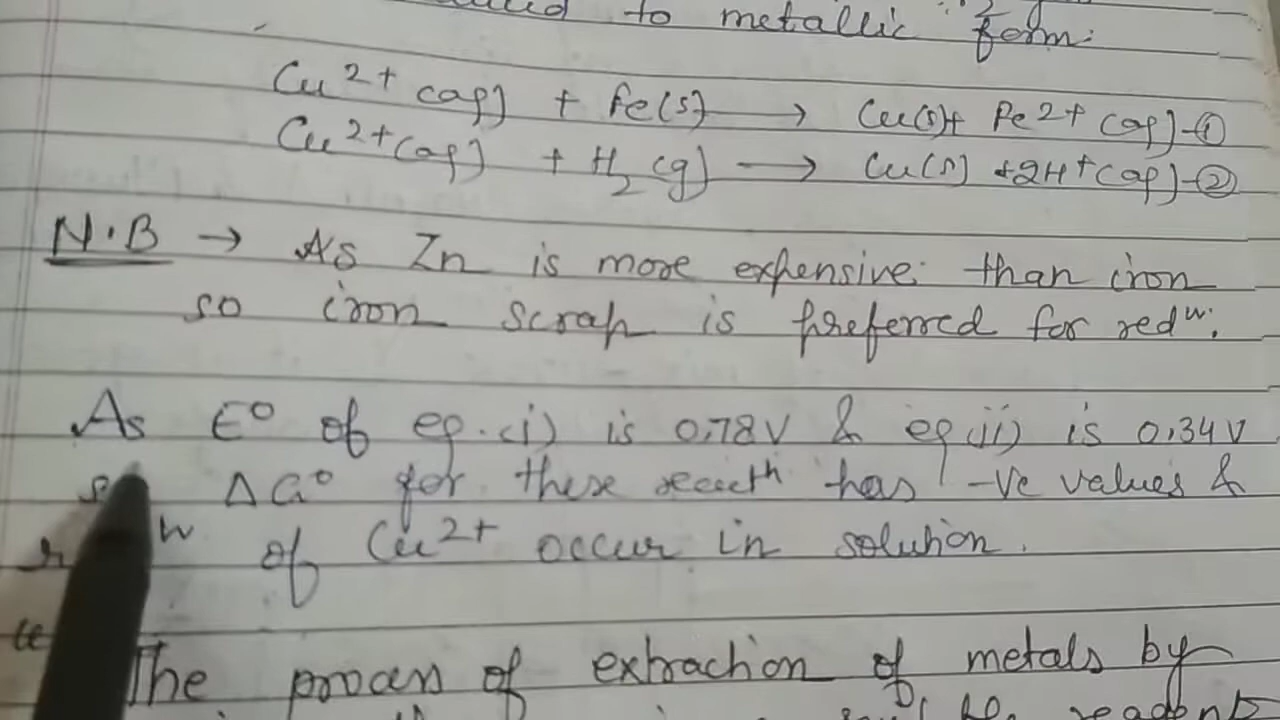 to metallic form.
Cu2+ (aq) + Fe(s) → Cu(s) + Fe2+ (aq) -①
Cu2+ (aq) + H2 (g) → Cu(s) + 2H+ (aq) -②
N.B → As Zn is more expensive than iron
so iron scrap is preferred for redn.
As E° of eq.(i) is 0.78V & eq (ii) is 0.34V
ΔG° for these has -ve values &
of Cu2+ occur in solution.
The process of extraction of metals by